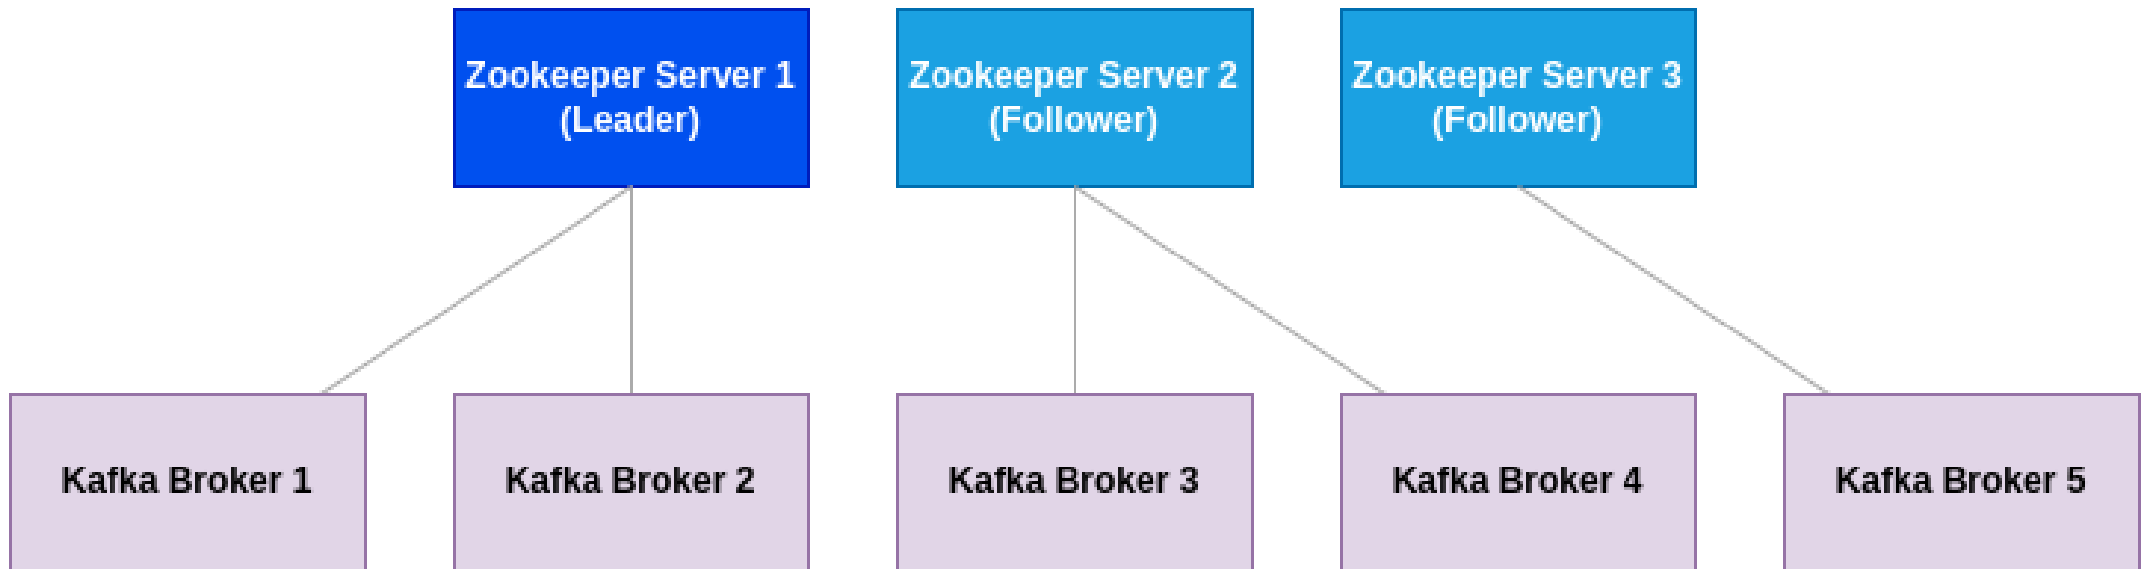 Zookeeper Server 1
(Leader)
Zookeeper Server 2
(Follower)
Zookeeper Server 3
(Follower)
Kafka Broker 1
Kafka Broker 2
Kafka Broker 3
Kafka Broker 4
Kafka Broker 5